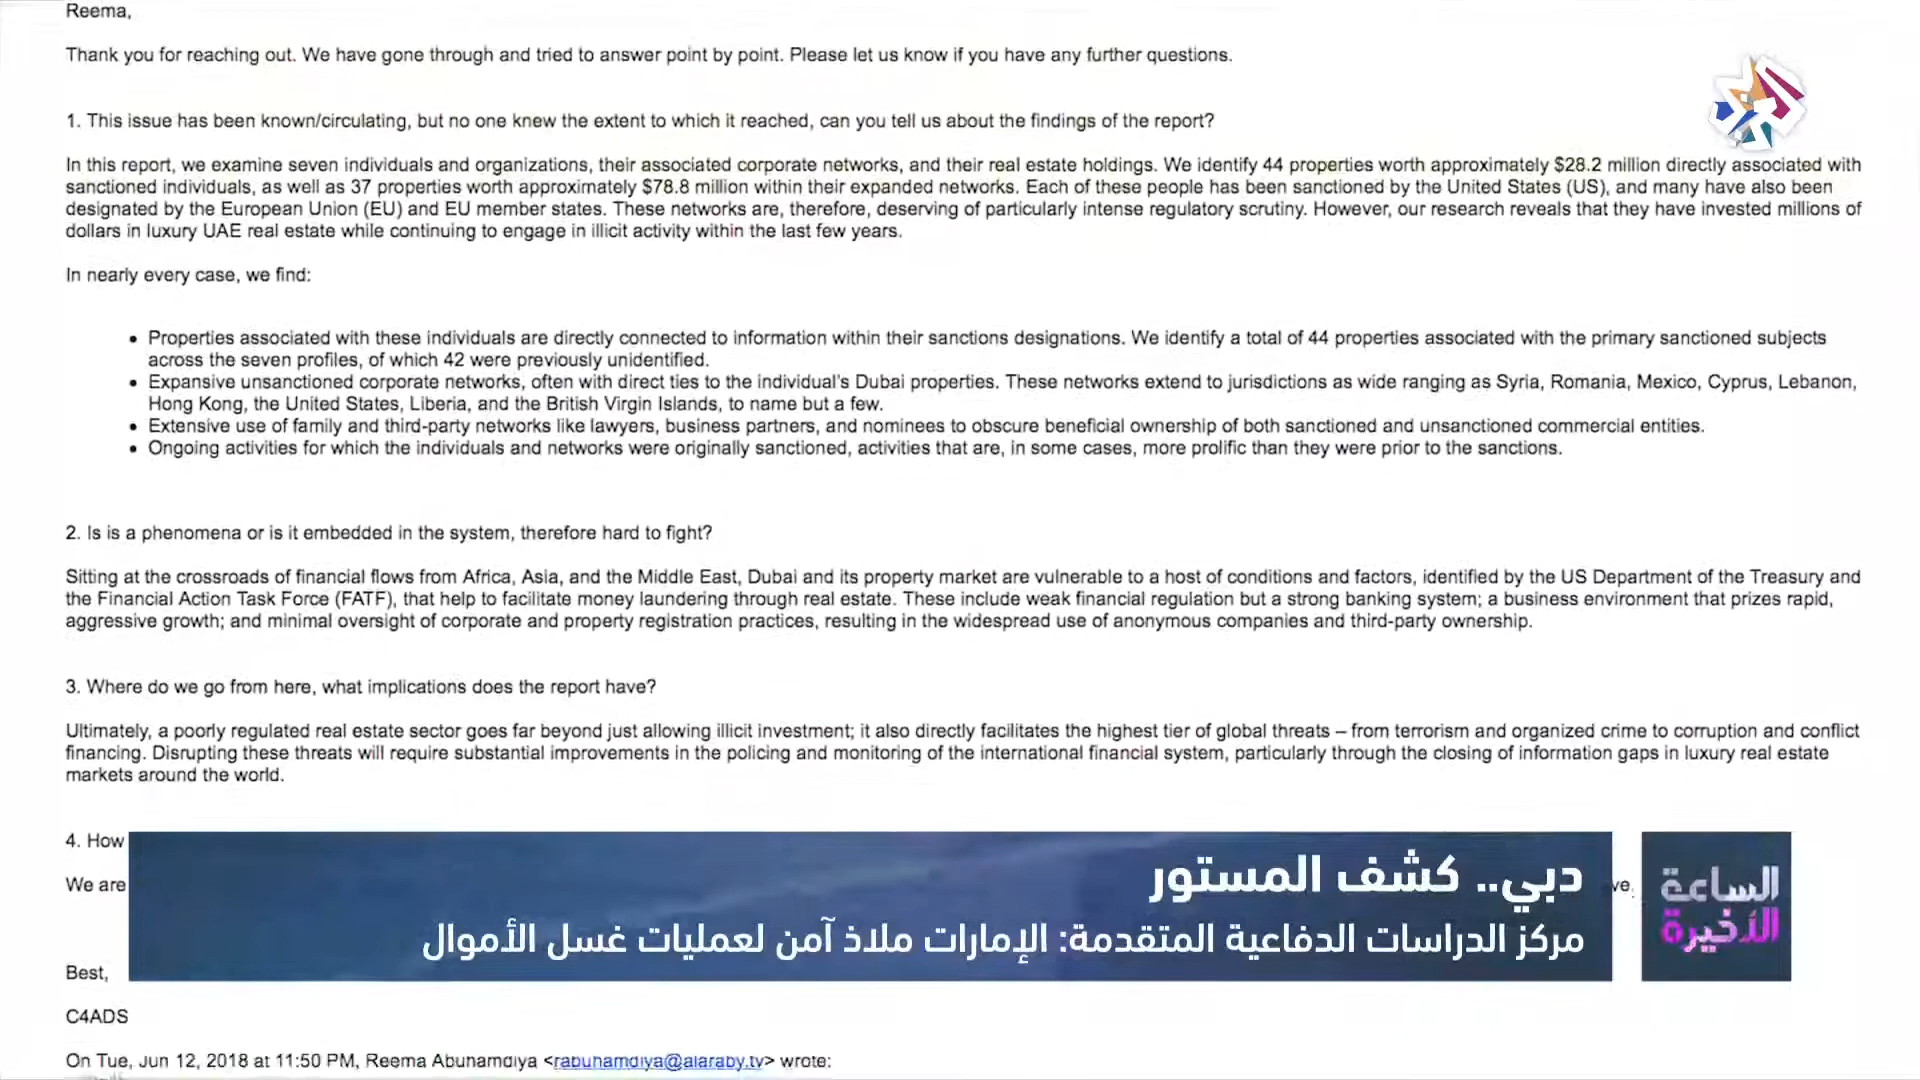 Reema,
Thank you for reaching out. We have gone through and tried to answer point by point. Please let us know if you have any further questions.
1. This issue has been known/circulating, but no one knew the extent to which it reached, can you tell us about the findings of the report?
In this report, we examine seven individuals and organizations, their associated corporate networks, and their real estate holdings. We identify 44 properties worth approximately $28.2 million directly associated with
sanctioned individuals, as well as 37 properties worth approximately $78.8 million within their expanded networks. Each of these people has been sanctioned by the United States (US), and many have also been
designated by the European Union (EU) and EU member states. These networks are, therefore, deserving of particularly intense regulatory scrutiny. However, our research reveals that they have invested millions of
dollars in luxury UAE real estate while continuing to engage in illicit activity within the last few years.
In nearly every case, we find:
• Properties associated with these individuals are directly connected to information within their sanctions designations. We identify a total of 44 properties associated with the primary sanctioned subjects
across the seven profiles, of which 42 were previously unidentified.
• Expansive unsanctioned corporate networks, often with direct ties to the individual's Dubai properties. These networks extend to jurisdictions as wide ranging as Syria, Romania, Mexico, Cyprus, Lebanon,
Hong Kong, the United States, Liberia, and the British Virgin Islands, to name but a few.
• Extensive use of family and third-party networks like lawyers, business partners, and nominees to obscure beneficial ownership of both sanctioned and unsanctioned commercial entities.
• Ongoing activities for which the individuals and networks were originally sanctioned, activities that are, in some cases, more prolific than they were prior to the sanctions.
2. Is is a phenomena or is it embedded in the system, therefore hard to fight?
Sitting at the crossroads of financial flows from Africa, Asia, and the Middle East, Dubai and its property market are vulnerable to a host of conditions and factors, identified by the US Department of the Treasury and
the Financial Action Task Force (FATF), that help to facilitate money laundering through real estate. These include weak financial regulation but a strong banking system; a business environment that prizes rapid,
aggressive growth; and minimal oversight of corporate and property registration practices, resulting in the widespread use of anonymous companies and third-party ownership.
3. Where do we go from here, what implications does the report have?
Ultimately, a poorly regulated real estate sector goes far beyond just allowing illicit investment; it also directly facilitates the highest tier of global threats – from terrorism and organized crime to corruption and conflict
financing. Disrupting these threats will require substantial improvements in the policing and monitoring of the international financial system, particularly through the closing of information gaps in luxury real estate
markets around the world.
4. How
We are
دبي.. كشف المستور
مركز الدراسات الدفاعية المتقدمة: الإمارات ملاذ آمن لعمليات غسل الأموال
الساعة
الأخيرة
Best,
C4ADS
On Tue, Jun 12, 2018 at 11:50 PM, Reema Abunamdiya <rabunamdiya@alaraby.tv> wrote: